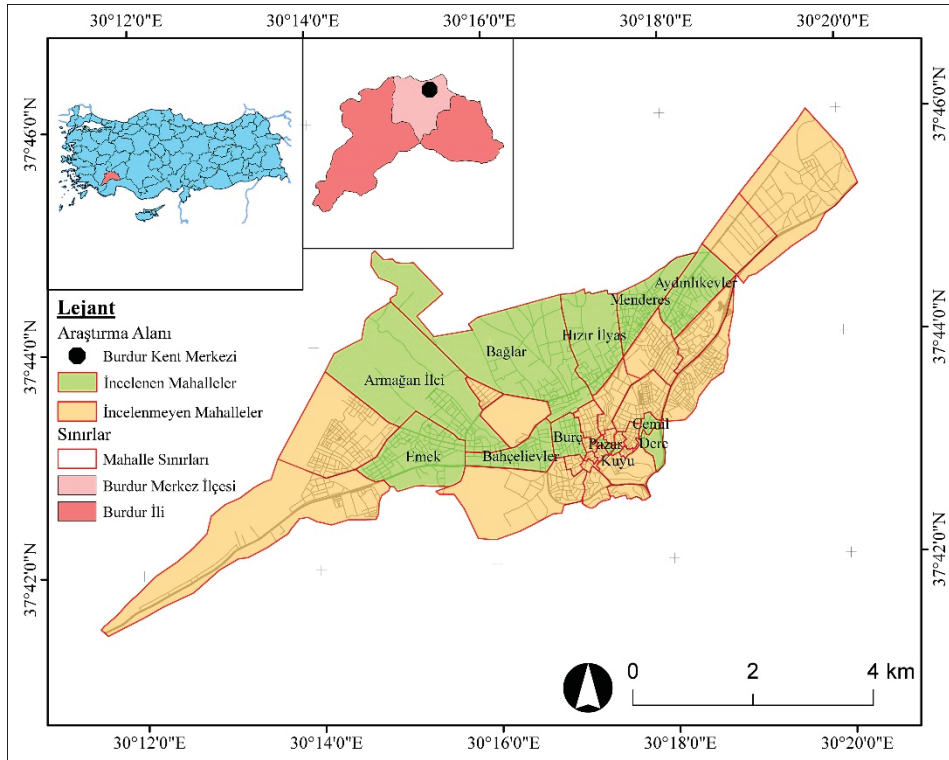 30°12'0"E 30°14'0"E 30°16'0"E 30°18'0"E 30°20'0"E
37°46'0"N
37°46'0"N
Lejant
Araştırma Alanı
Burdur Kent Merkezi
İncelenen Mahalleler
İncelenmeyen Mahalleler
Sınırlar
Mahalle Sınırları
Burdur Merkez İlçesi
Burdur İli
Aydınlıkevler
Menderes
Hızır İlyas
Bağlar
Armağan İlci
Cemil
Burç
Pazar
Dere
Emek
Bahçelievler
Kuyu
37°44'0"N
37°44'0"N
37°42'0"N
37°42'0"N
0 2 4 km
30°12'0"E 30°14'0"E 30°16'0"E 30°18'0"E 30°20'0"E